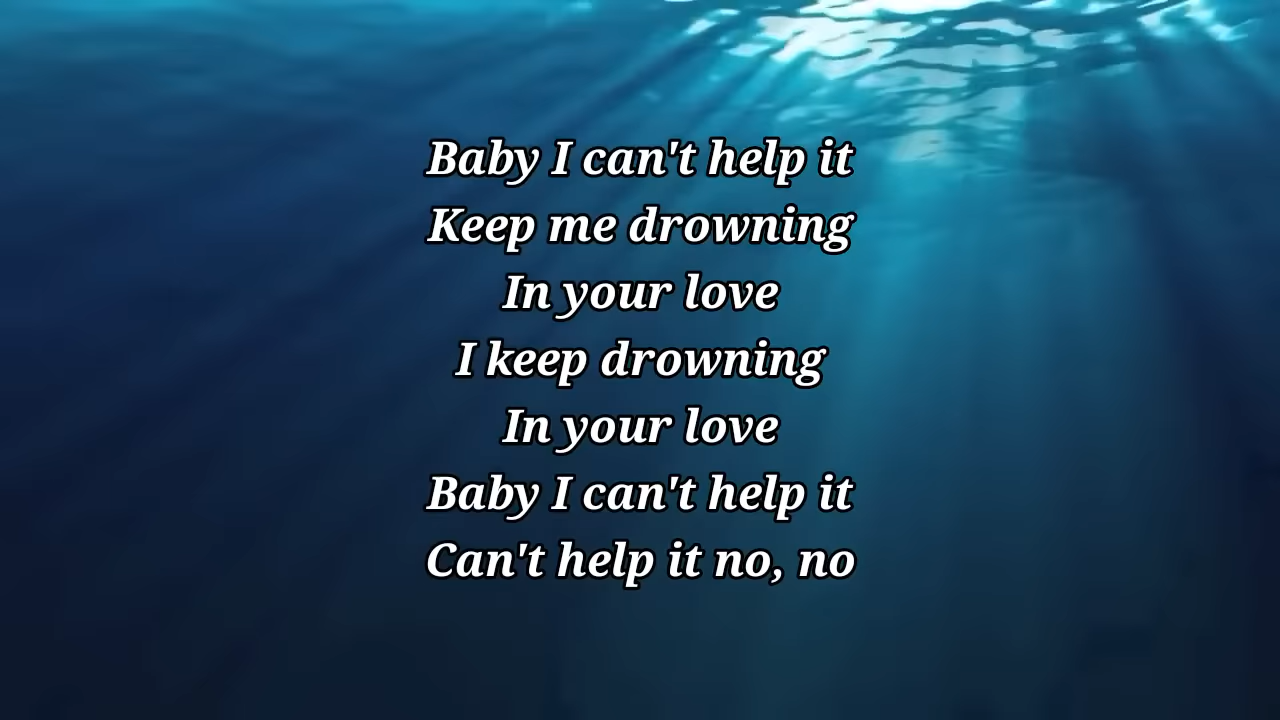 Baby I can't help it
Keep me drowning
In your love
I keep drowning
In your love
Baby I can't help it
Can't help it no, no